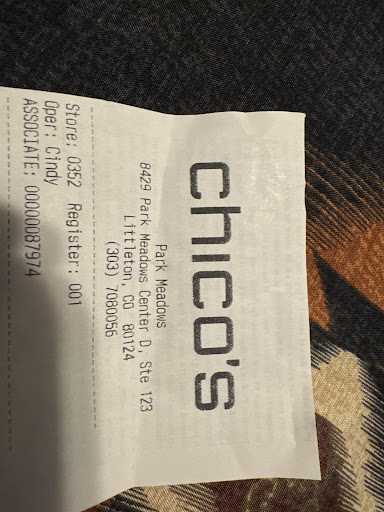 chico's
Park Meadows
8429 Park Meadows Center D, Ste 123
Littleton, CO 80124
(303) 7080056
Store: 0352 Register: 001
Oper: Cindy
ASSOCIATE: 00000087974